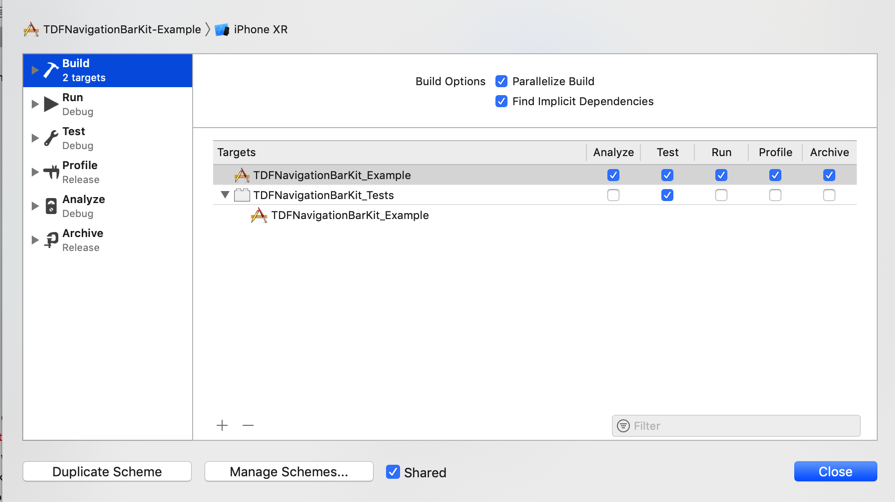 TDFNavigationBarKit-Example iPhone XR
Build
2 targets
Run
Debug
Test
Debug
Profile
Release
Analyze
Debug
Archive
Release
Build Options Parallelize Build
Find Implicit Dependencies
Targets Analyze Test Run Profile Archive
TDFNavigationBarKit_Example
TDFNavigationBarKit_Tests
TDFNavigationBarKit_Example
Filter
Duplicate Scheme Manage Schemes... Shared Close